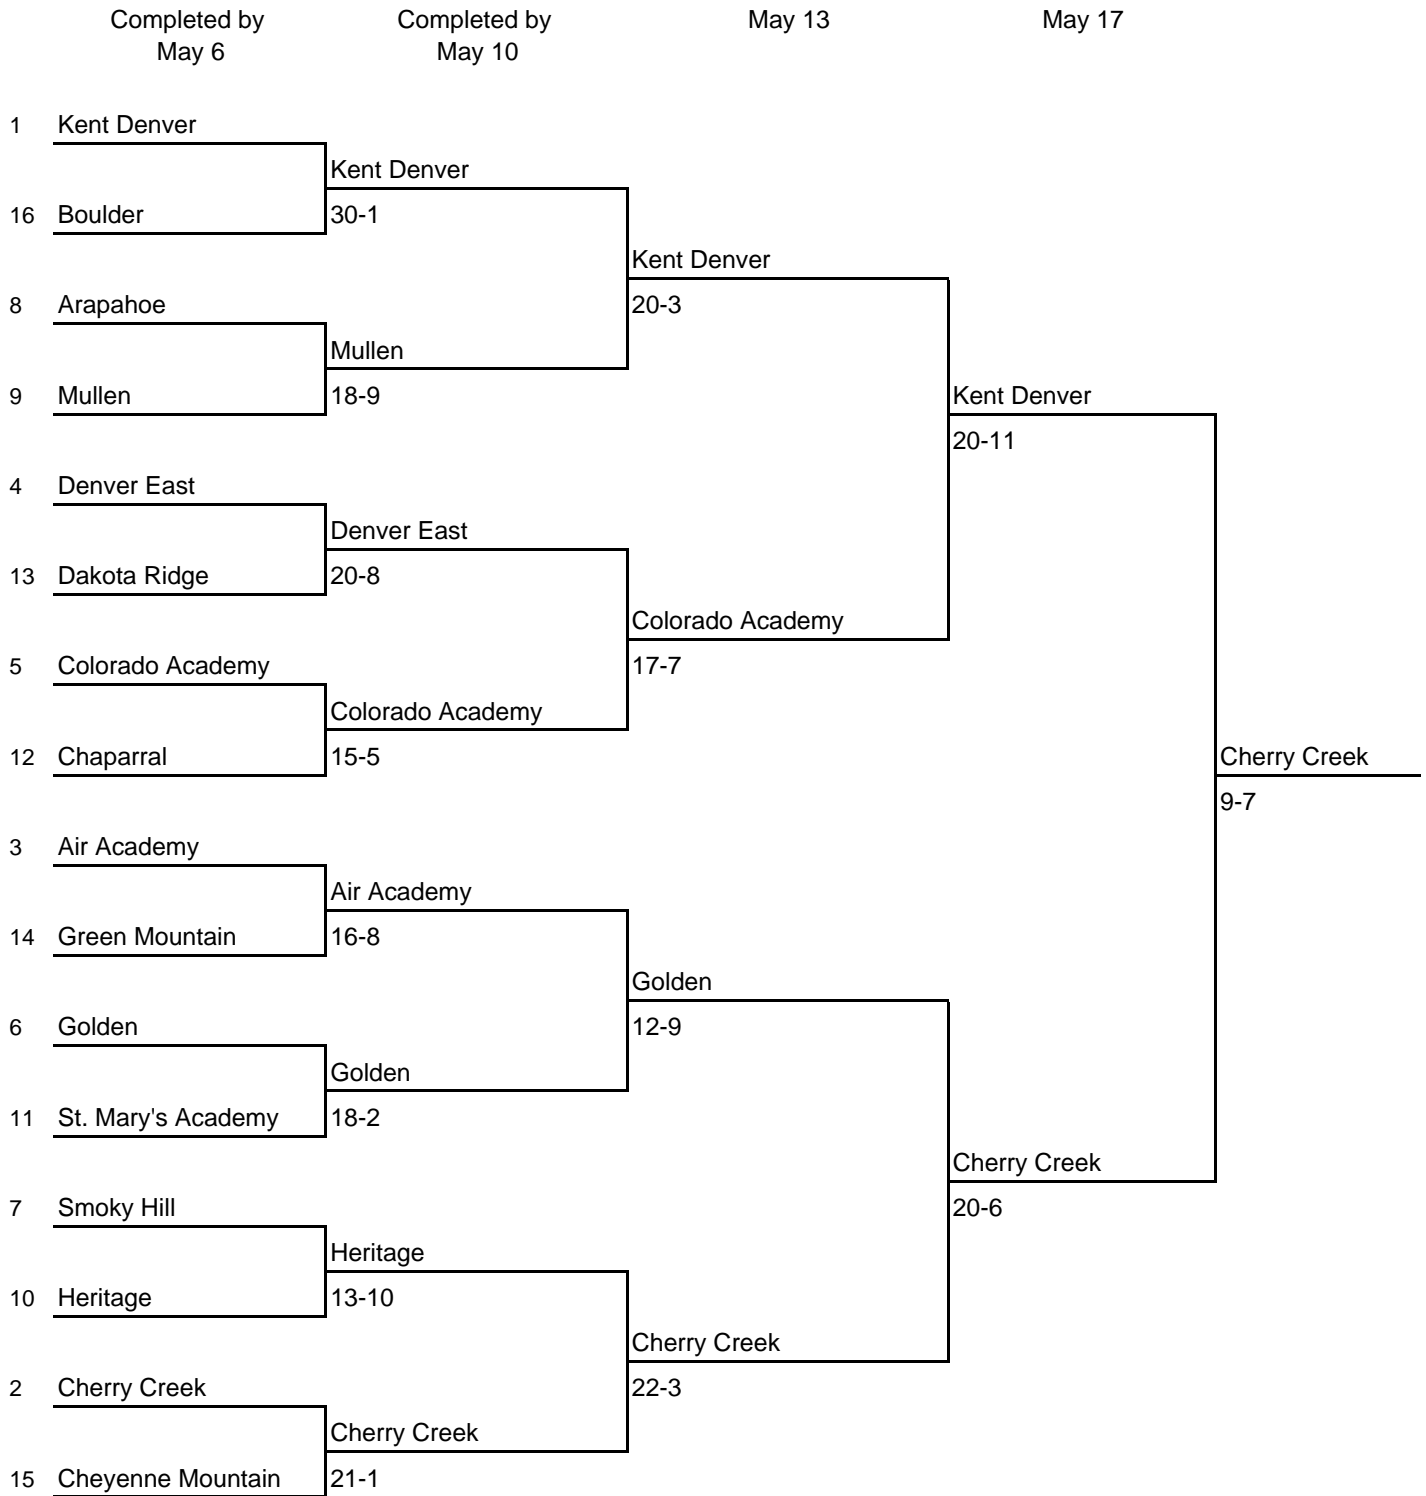 Completed by May 6
Completed by May 10
May 13
May 17
1 Kent Denver
Kent Denver
16 Boulder
30-1
Kent Denver
8 Arapahoe
20-3
Mullen
9 Mullen
18-9
Kent Denver
20-11
4 Denver East
Denver East
13 Dakota Ridge
20-8
Colorado Academy
5 Colorado Academy
17-7
Colorado Academy
12 Chaparral
15-5
Cherry Creek
9-7
3 Air Academy
Air Academy
14 Green Mountain
16-8
Golden
6 Golden
12-9
Golden
11 St. Mary's Academy
18-2
Cherry Creek
7 Smoky Hill
20-6
Heritage
10 Heritage
13-10
Cherry Creek
2 Cherry Creek
22-3
Cherry Creek
15 Cheyenne Mountain
21-1